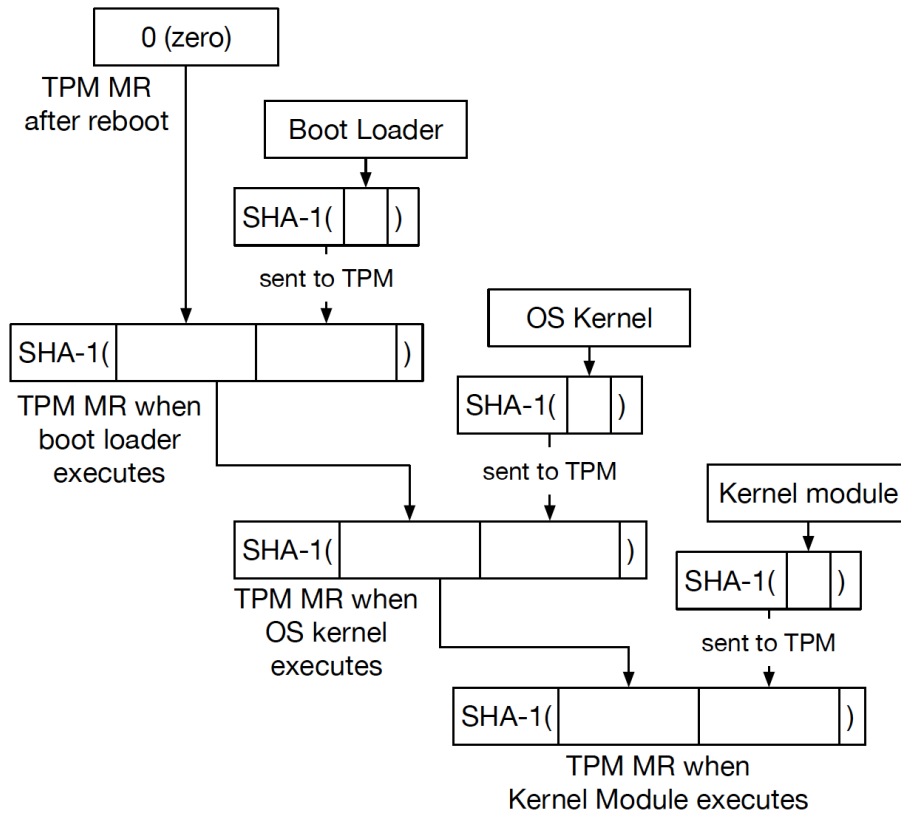 0 (zero)
TPM MR
after reboot
Boot Loader
SHA-1( )
sent to TPM
SHA-1( )
TPM MR when
boot loader
executes
OS Kernel
SHA-1( )
sent to TPM
SHA-1( )
TPM MR when
OS kernel
executes
Kernel module
SHA-1( )
sent to TPM
SHA-1( )
TPM MR when
Kernel Module executes